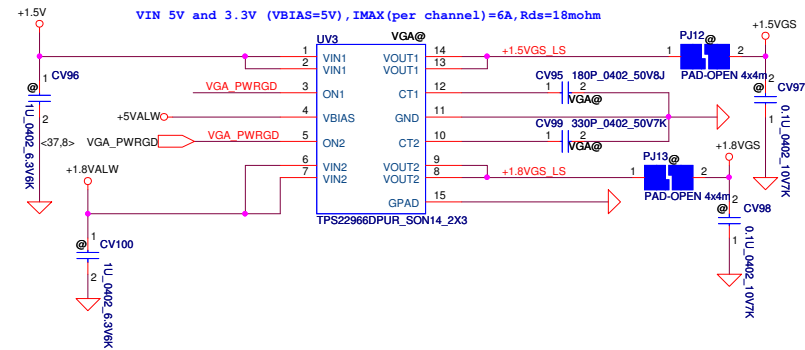 VIN 5V and 3.3V (VBIAS=5V),IMAX(per channel)=6A,Rds=18mohm
+1.5V
UV3
VGA@
1
VIN1
2
VIN1
3
ON1
4
VBIAS
5
ON2
6
VIN2
7
VIN2
14
VOUT1
13
VOUT1
12
CT1
11
GND
10
CT2
9
VOUT2
8
VOUT2
15
GPAD
TPS22966DPUR_SON14_2X3
VGA_PWRGD
+5VALW
VGA_PWRGD
VGA_PWRGD
<37,8>
+1.8VALW
CV96
@
1
2
1U_0402_6.3V6K
CV100
@
1
2
1U_0402_6.3V6K
+1.5VGS_LS
PJ12
@
1
2
PAD-OPEN 4x4m
+1.5VGS
CV95 180P_0402_50V8J
1
2
VGA@
CV99 330P_0402_50V7K
1
2
VGA@
+1.8VGS_LS
PJ13
@
1
2
PAD-OPEN 4x4m
+1.8VGS
CV97
@
2
1
0.1U_0402_10V7K
CV98
@
2
1
0.1U_0402_10V7K